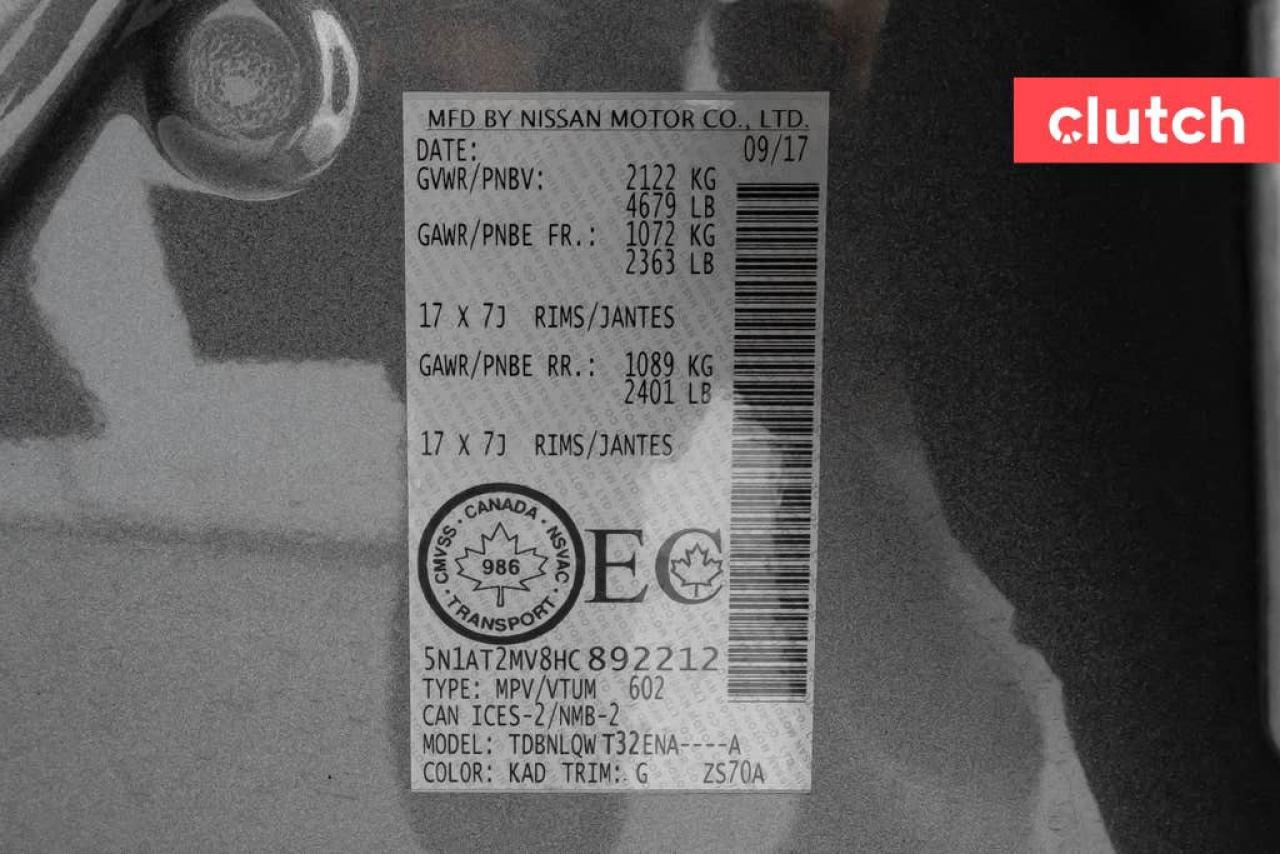 clutch
MFD BY NISSAN MOTOR CO., LTD.
DATE: 09/17
GVWR/PNBV: 2122 KG
4679 LB
GAWR/PNBE FR.: 1072 KG
2363 LB
17 X 7J RIMS/JANTES
GAWR/PNBE RR.: 1089 KG
2401 LB
17 X 7J RIMS/JANTES
CMVSS · CANADA · NSVAC · TRANSPORT ·
986
EC
5N1AT2MV8HC892212
TYPE: MPV/VTUM 602
CAN ICES-2/NMB-2
MODEL: TDBNLQW T32ENA----A
COLOR: KAD TRIM: G ZS70A